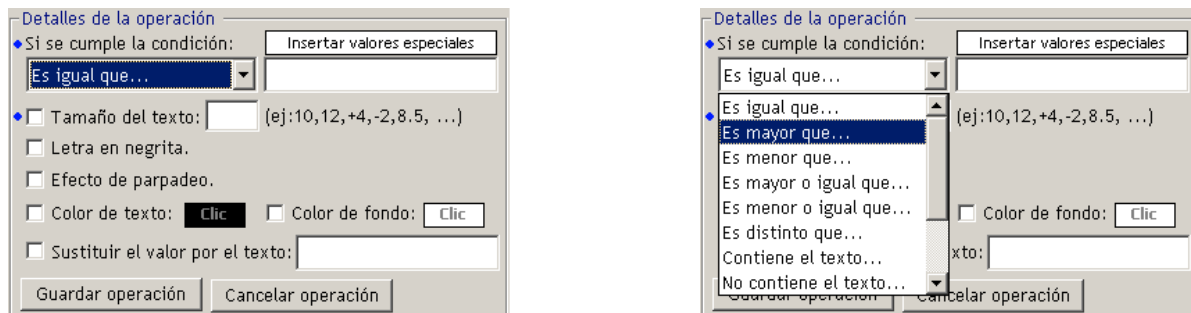 Detalles de la operación
Si se cumple la condición: Insertar valores especiales
Es igual que...
Tamaño del texto: (ej:10,12,+4,-2,8.5, ...)
Letra en negrita.
Efecto de parpadeo.
Color de texto: Clic Color de fondo: Clic
Sustituir el valor por el texto:
Guardar operación Cancelar operación
Detalles de la operación
Si se cumple la condición: Insertar valores especiales
Es igual que...
Es igual que...
(ej:10,12,+4,-2,8.5, ...)
Es mayor que...
Es menor que...
Es mayor o igual que...
Es menor o igual que...
Color de fondo: Clic
Es distinto que...
Contiene el texto... xto:
No contiene el texto...
Guardar operación Cancelar operación